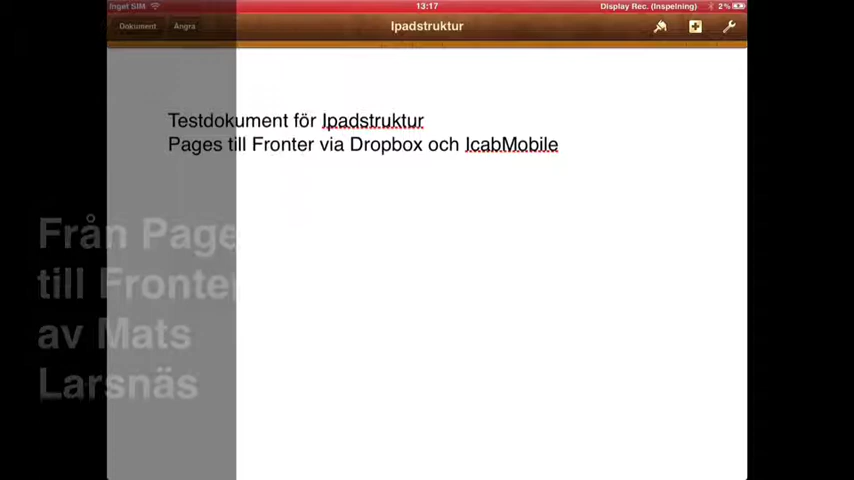 Inget SIM
13:17
Display Rec. (Inspelning)
2%
Dokument
Ångra
Ipadstruktur
Testdokument för Ipadstruktur
Pages till Fronter via Dropbox och IcabMobile
Från Page
till Fronter
av Mats
Larsnäs